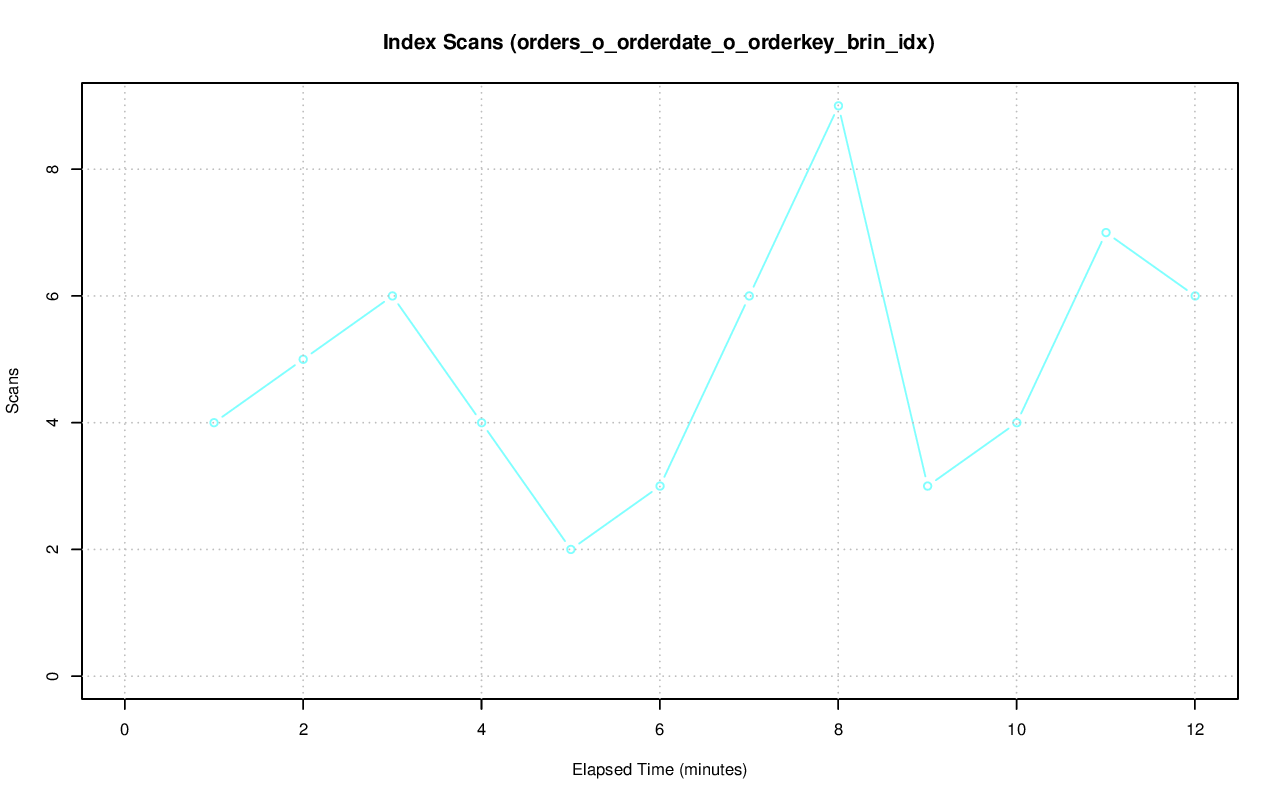 Index Scans (orders_o_orderdate_o_orderkey_brin_idx)
Scans
8
6
4
2
0
0 2 4 6 8 10 12
Elapsed Time (minutes)